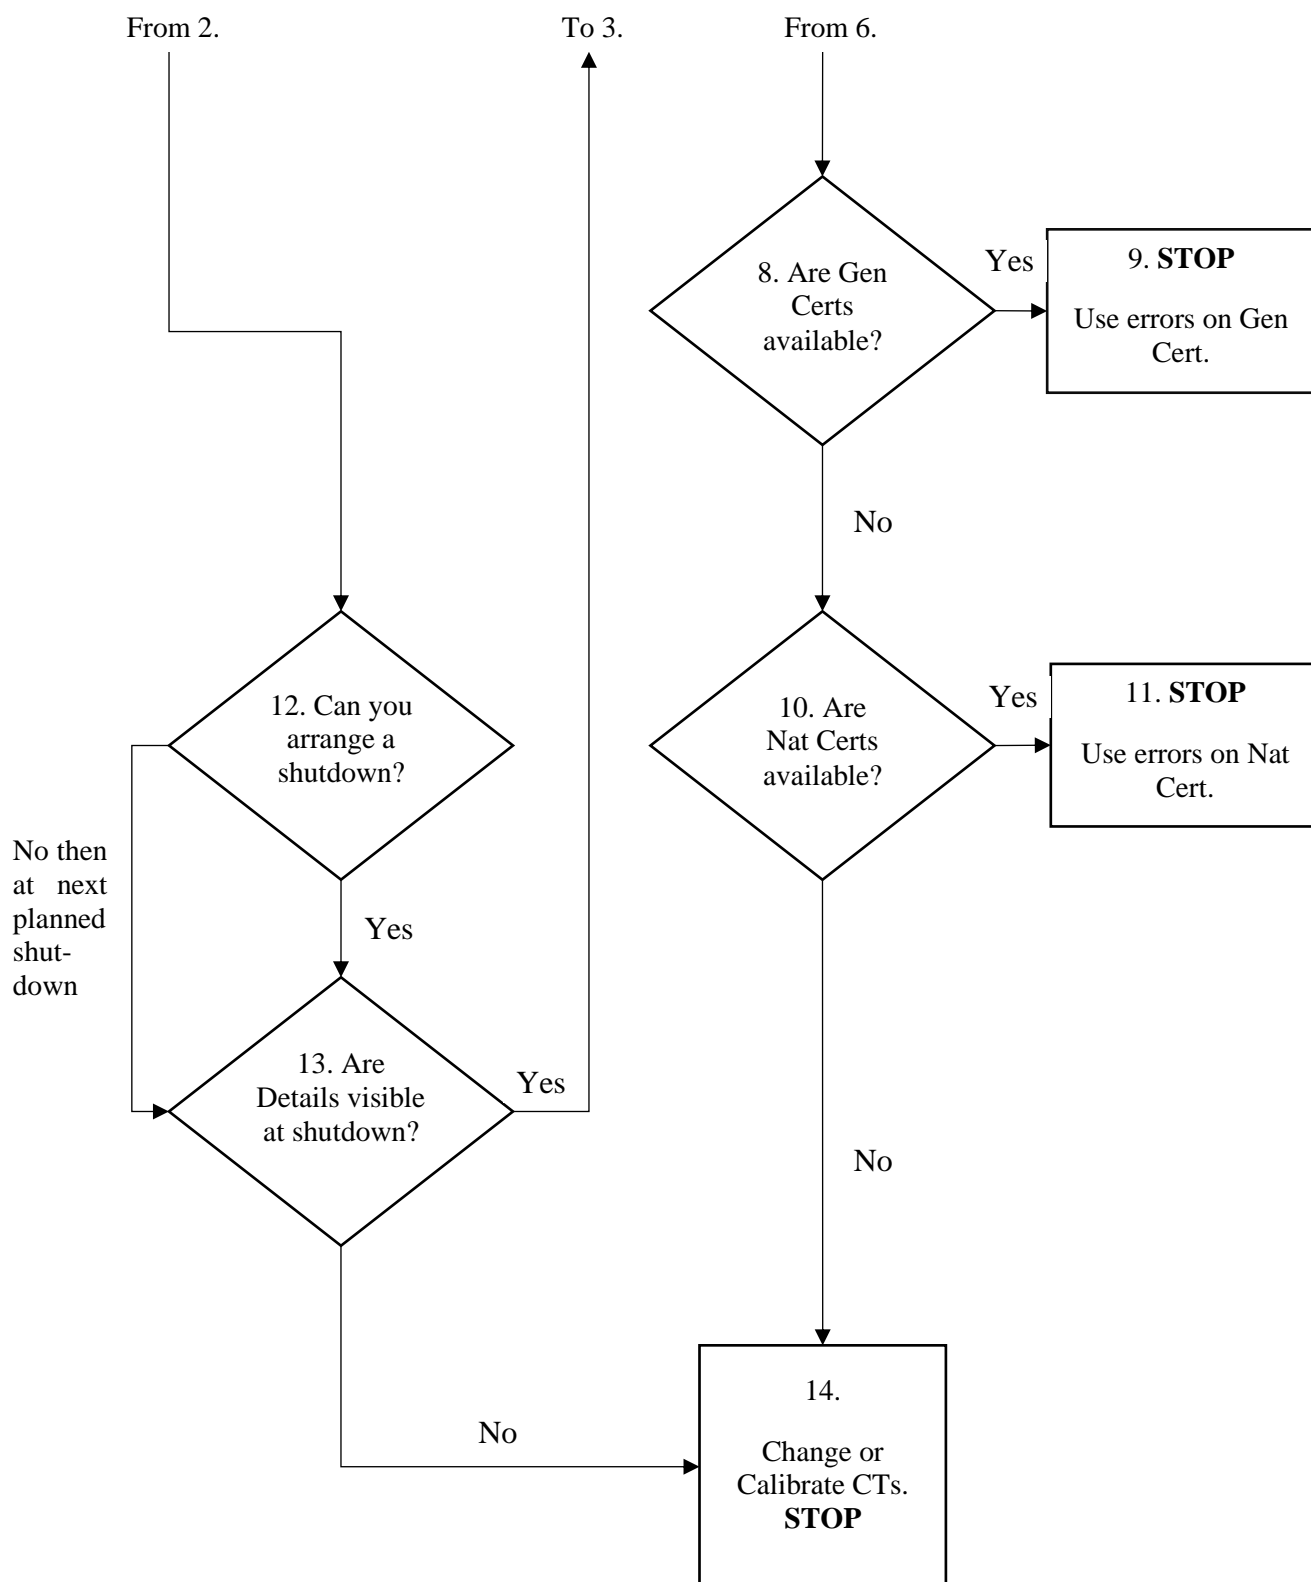 From 2.
To 3.
From 6.
8. Are Gen
Certs
available?
Yes
9. STOP
Use errors on Gen
Cert.
No
12. Can you
arrange a
shutdown?
10. Are
Nat Certs
available?
Yes
11. STOP
Use errors on Nat
Cert.
No then
at next
planned
shut-
down
Yes
13. Are
Details visible
at shutdown?
Yes
No
No
14.
Change or
Calibrate CTs.
STOP